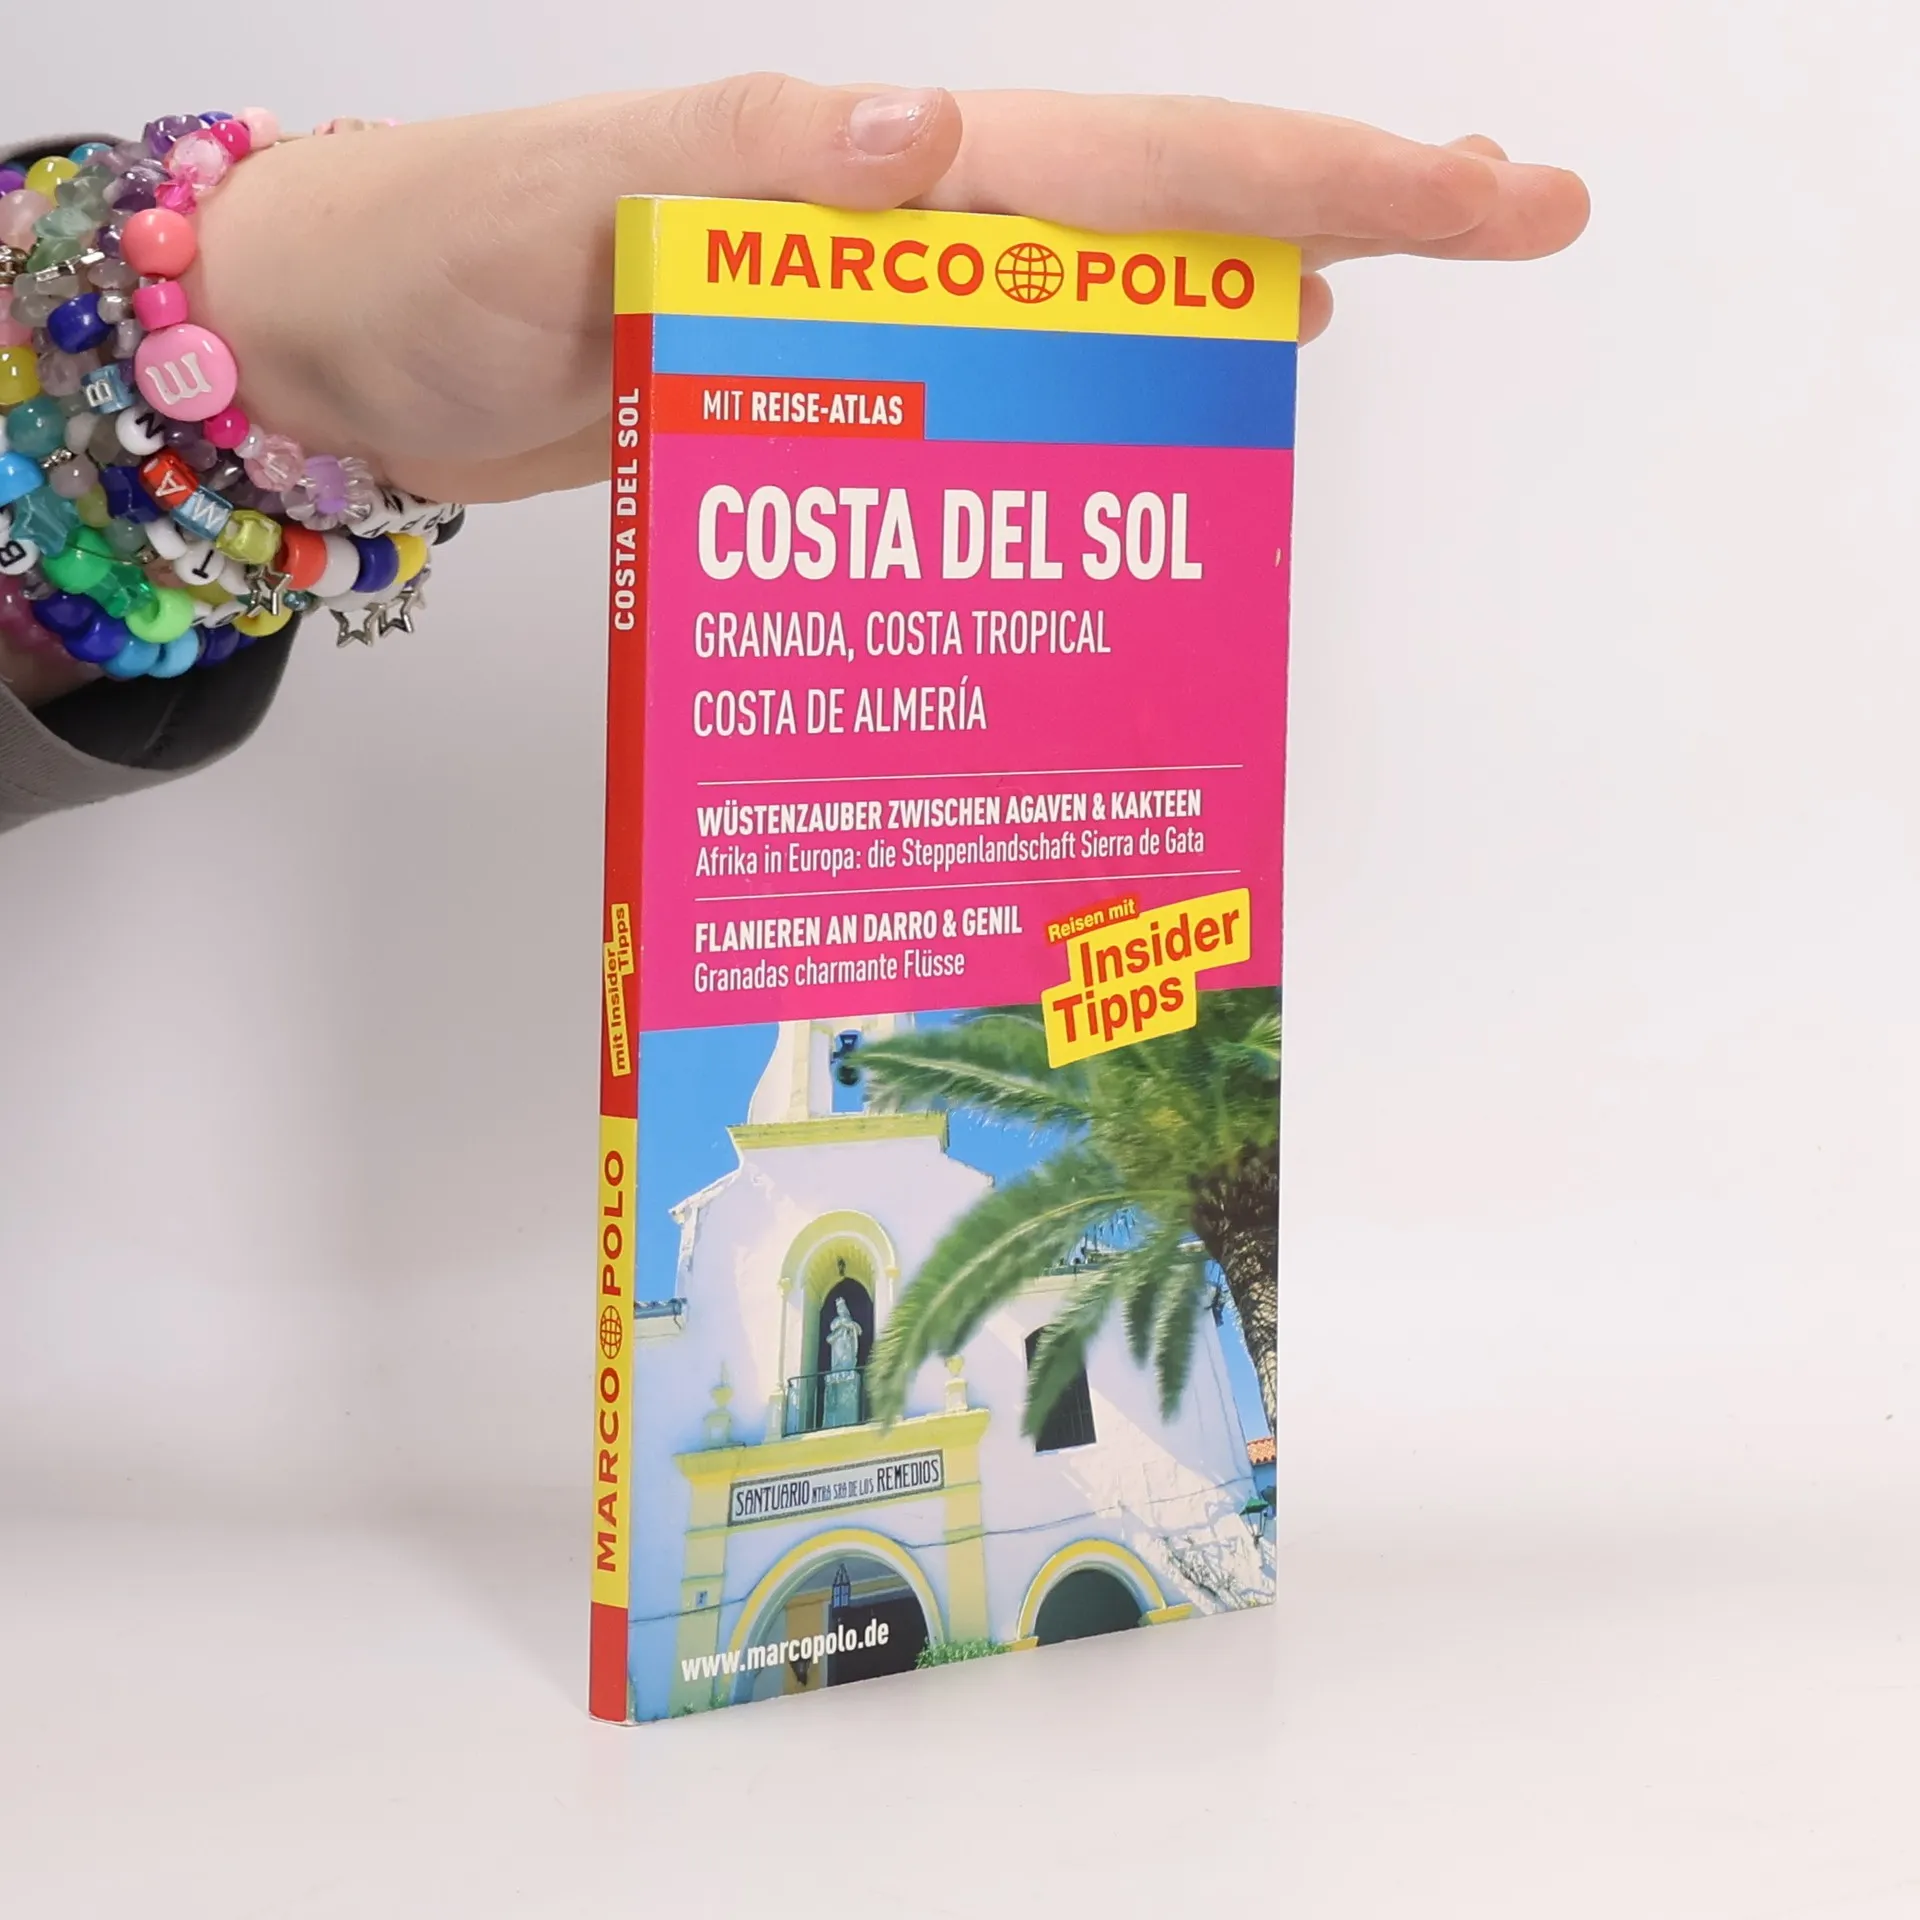 MARCO POLO
MIT REISE-ATLAS
COSTA DEL SOL
GRANADA, COSTA TROPICAL
COSTA DE ALMERÍA
WÜSTENZAUBER ZWISCHEN AGAVEN & KAKTEEN
Afrika in Europa: die Steppenlandschaft Sierra de Gata
FLANIEREN AN DARRO & GENIL
Granadas charmante Flüsse
Reisen mit
Insider
Tipps
SANTUARIO NTRA SRA DE LOS REMEDIOS
www.marcopolo.de
COSTA DEL SOL
mit Insider
Tipps
MARCO POLO
m
B
A
W
T
B